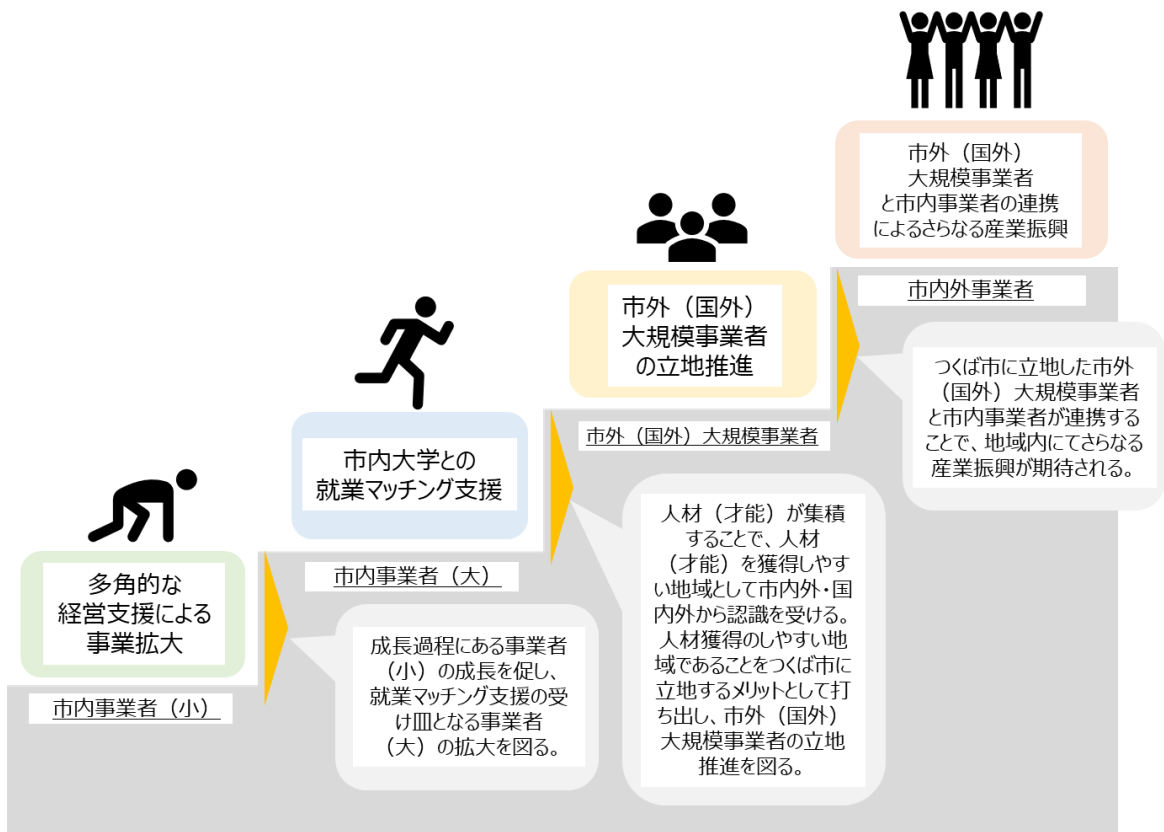 市外（国外）
大規模事業者
と市内事業者の連携
によるさらなる産業振興
市内外事業者
つくば市に立地した市外
（国外）大規模事業者
と市内事業者が連携する
ことで、地域内にてさらなる
産業振興が期待される。
市外（国外）
大規模事業者
の立地推進
市外（国外）大規模事業者
人材（才能）が集積
することで、人材
（才能）を獲得しやす
い地域として市内外・国
内外から認識を受ける。
人材獲得のしやすい地
域であることをつくば市に
立地するメリットとして打
ち出し、市外（国外）
大規模事業者の立地
推進を図る。
市内大学との
就業マッチング支援
市内事業者（大）
成長過程にある事業者
（小）の成長を促し、
就業マッチング支援の受
け皿となる事業者
（大）の拡大を図る。
多角的な
経営支援による
事業拡大
市内事業者（小）